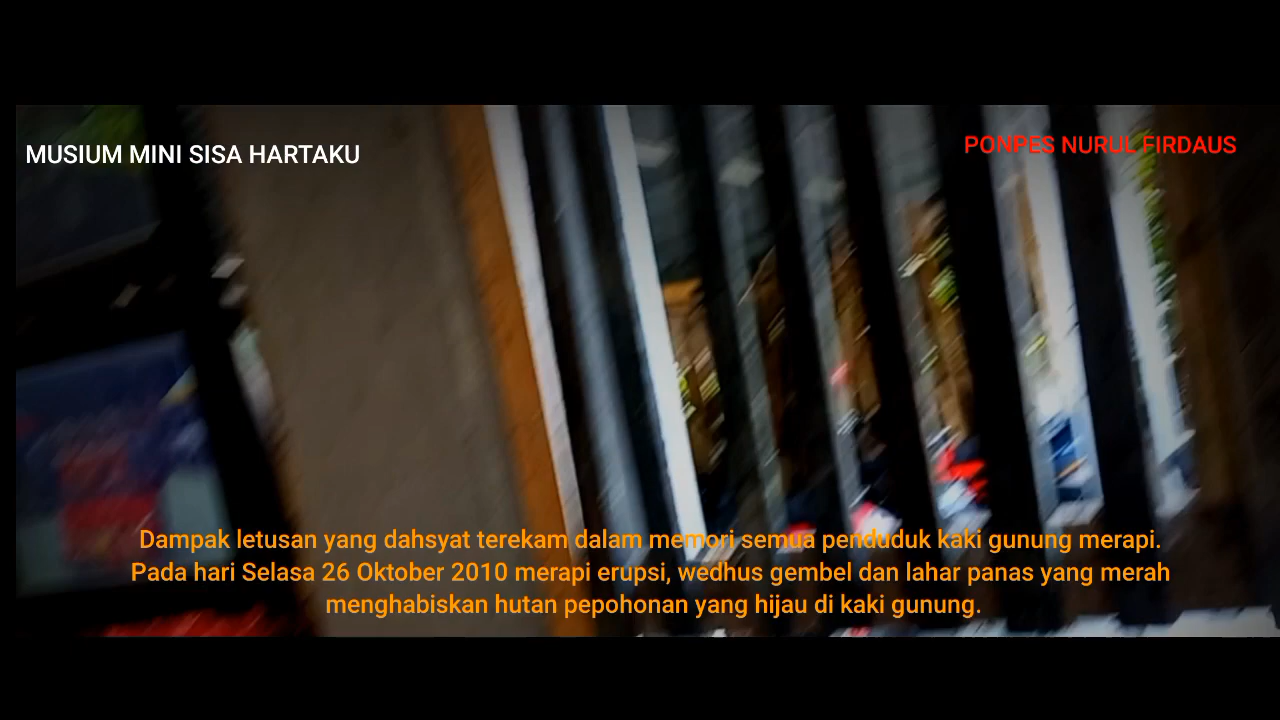 MUSIUM MINI SISA HARTAKU
PONPES NURUL FIRDAUS
Dampak letusan yang dahsyat terekam dalam memori semua penduduk kaki gunung merapi.
Pada hari Selasa 26 Oktober 2010 merapi erupsi, wedhus gembel dan lahar panas yang merah
menghabiskan hutan pepohonan yang hijau di kaki gunung.